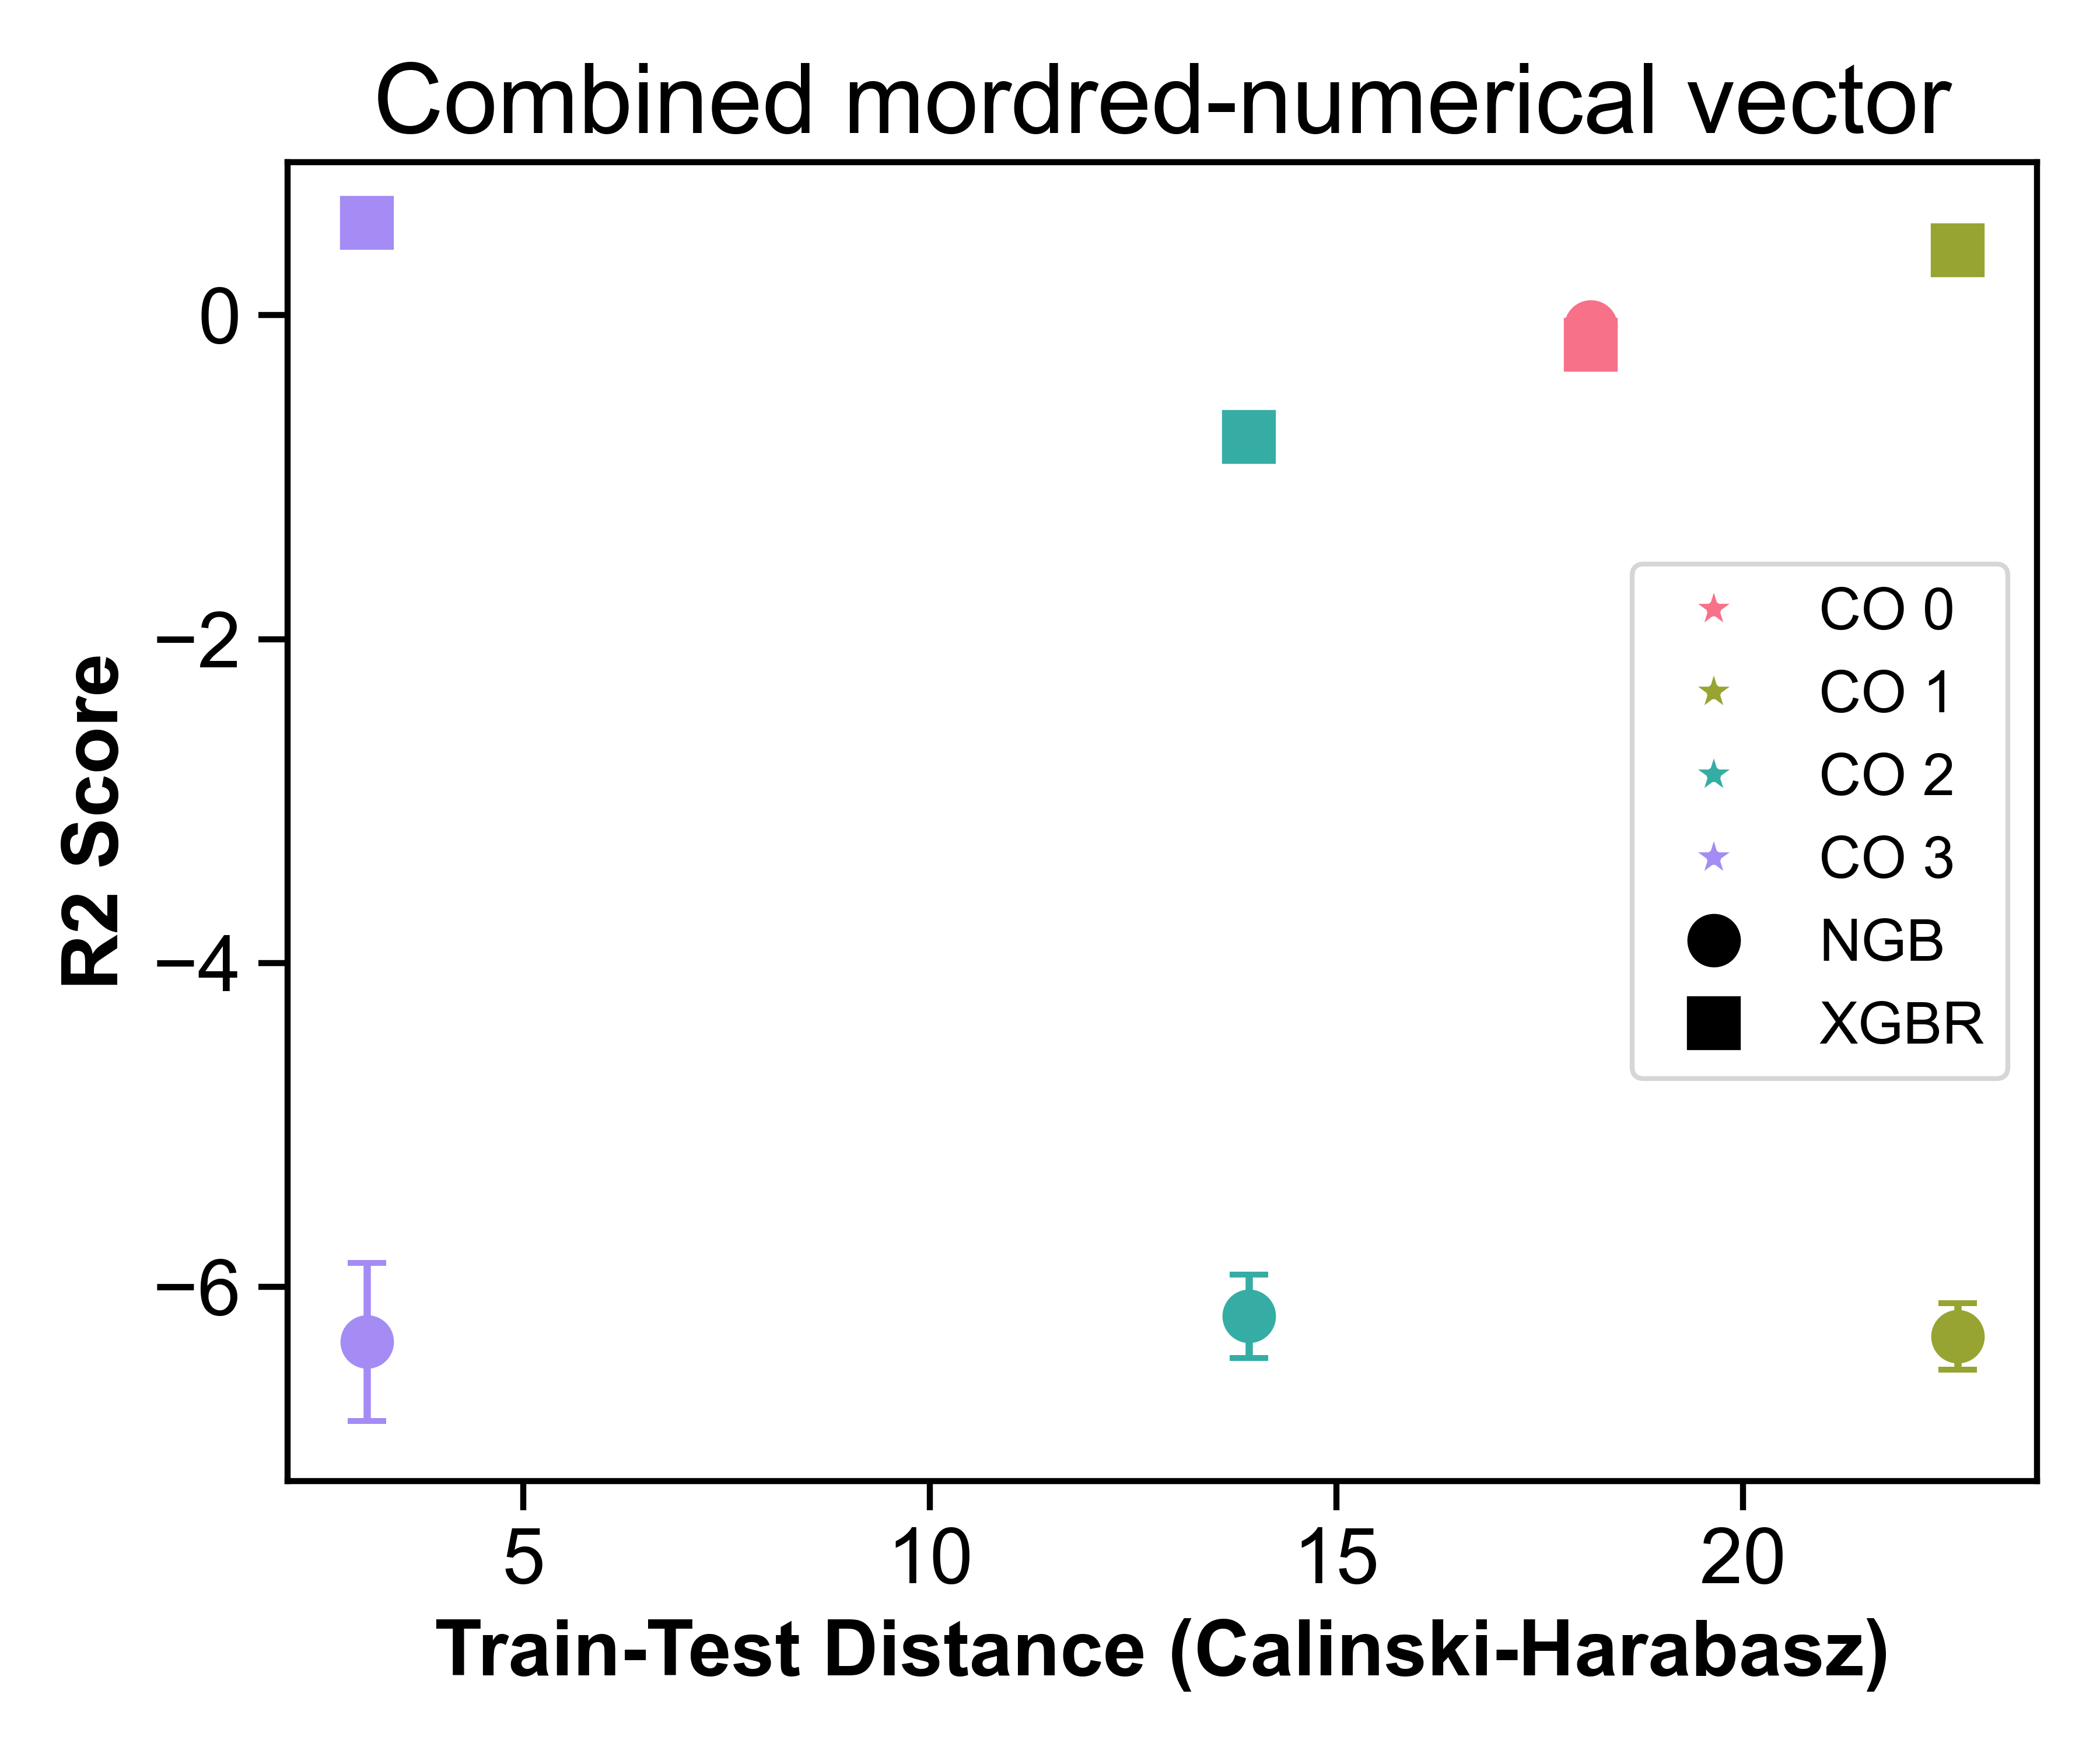 Combined mordred-numerical vector
R2 Score
0
−2
−4
−6
CO 0
CO 1
CO 2
CO 3
NGB
XGBR
5 10 15 20
Train-Test Distance (Calinski-Harabasz)